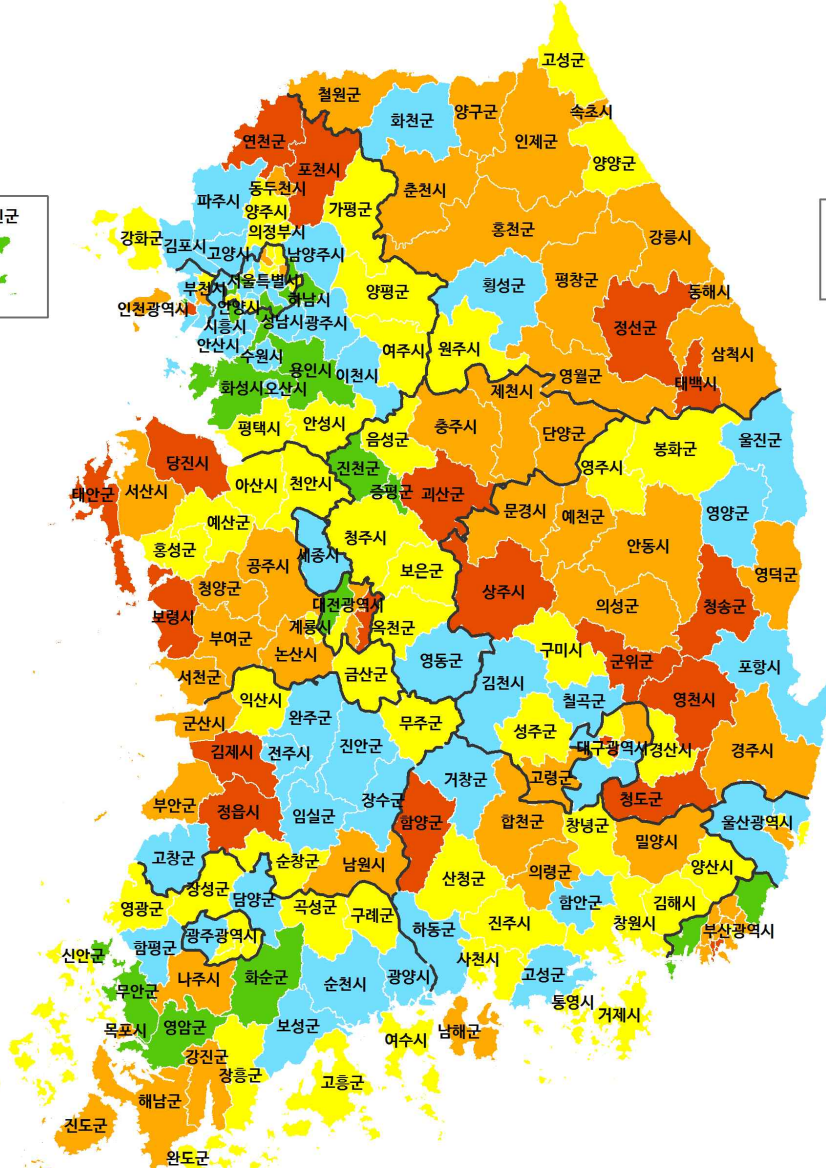 고성군
철원군
화천군
양구군
속초시
인제군
연천군
양양군
포천시
동두천시
춘천시
파주시
양주시
가평군
인군
의정부시
홍천군
강릉시
강화군
김포시
고양시
남양주시
서울특별시
횡성군
평창군
부천시
양평군
동해시
하남시
인천광역시
안양시
시흥시
성남시
광주시
정선군
안산시
수원시
여주시
원주시
삼척시
용인시
이천시
영월군
태백시
화성시
오산시
제천시
평택시
안성시
음성군
충주시
단양군
봉화군
울진군
당진시
진천군
영주시
태안군
서산시
아산시
천안시
증평군
괴산군
문경시
예천군
영양군
예산군
청주시
안동시
홍성군
공주시
세종시
보은군
영덕군
청양군
상주시
의성군
청송군
보령시
대전광역시
계룡시
옥천군
부여군
논산시
구미시
서천군
금산군
영동군
김천시
군위군
포항시
익산시
칠곡군
영천시
군산시
완주군
무주군
성주군
김제시
전주시
진안군
대구광역시
경산시
경주시
거창군
고령군
부안군
장수군
청도군
정읍시
임실군
함양군
합천군
창녕군
울산광역시
밀양시
고창군
순창군
남원시
양산시
장성군
산청군
의령군
담양군
함안군
김해시
영광군
곡성군
구례군
진주시
창원시
광주광역시
하동군
부산광역시
함평군
신안군
사천시
나주시
화순군
순천시
광양시
고성군
무안군
통영시
거제시
목포시
영암군
보성군
여수시
남해군
강진군
장흥군
고흥군
해남군
진도군
완도군